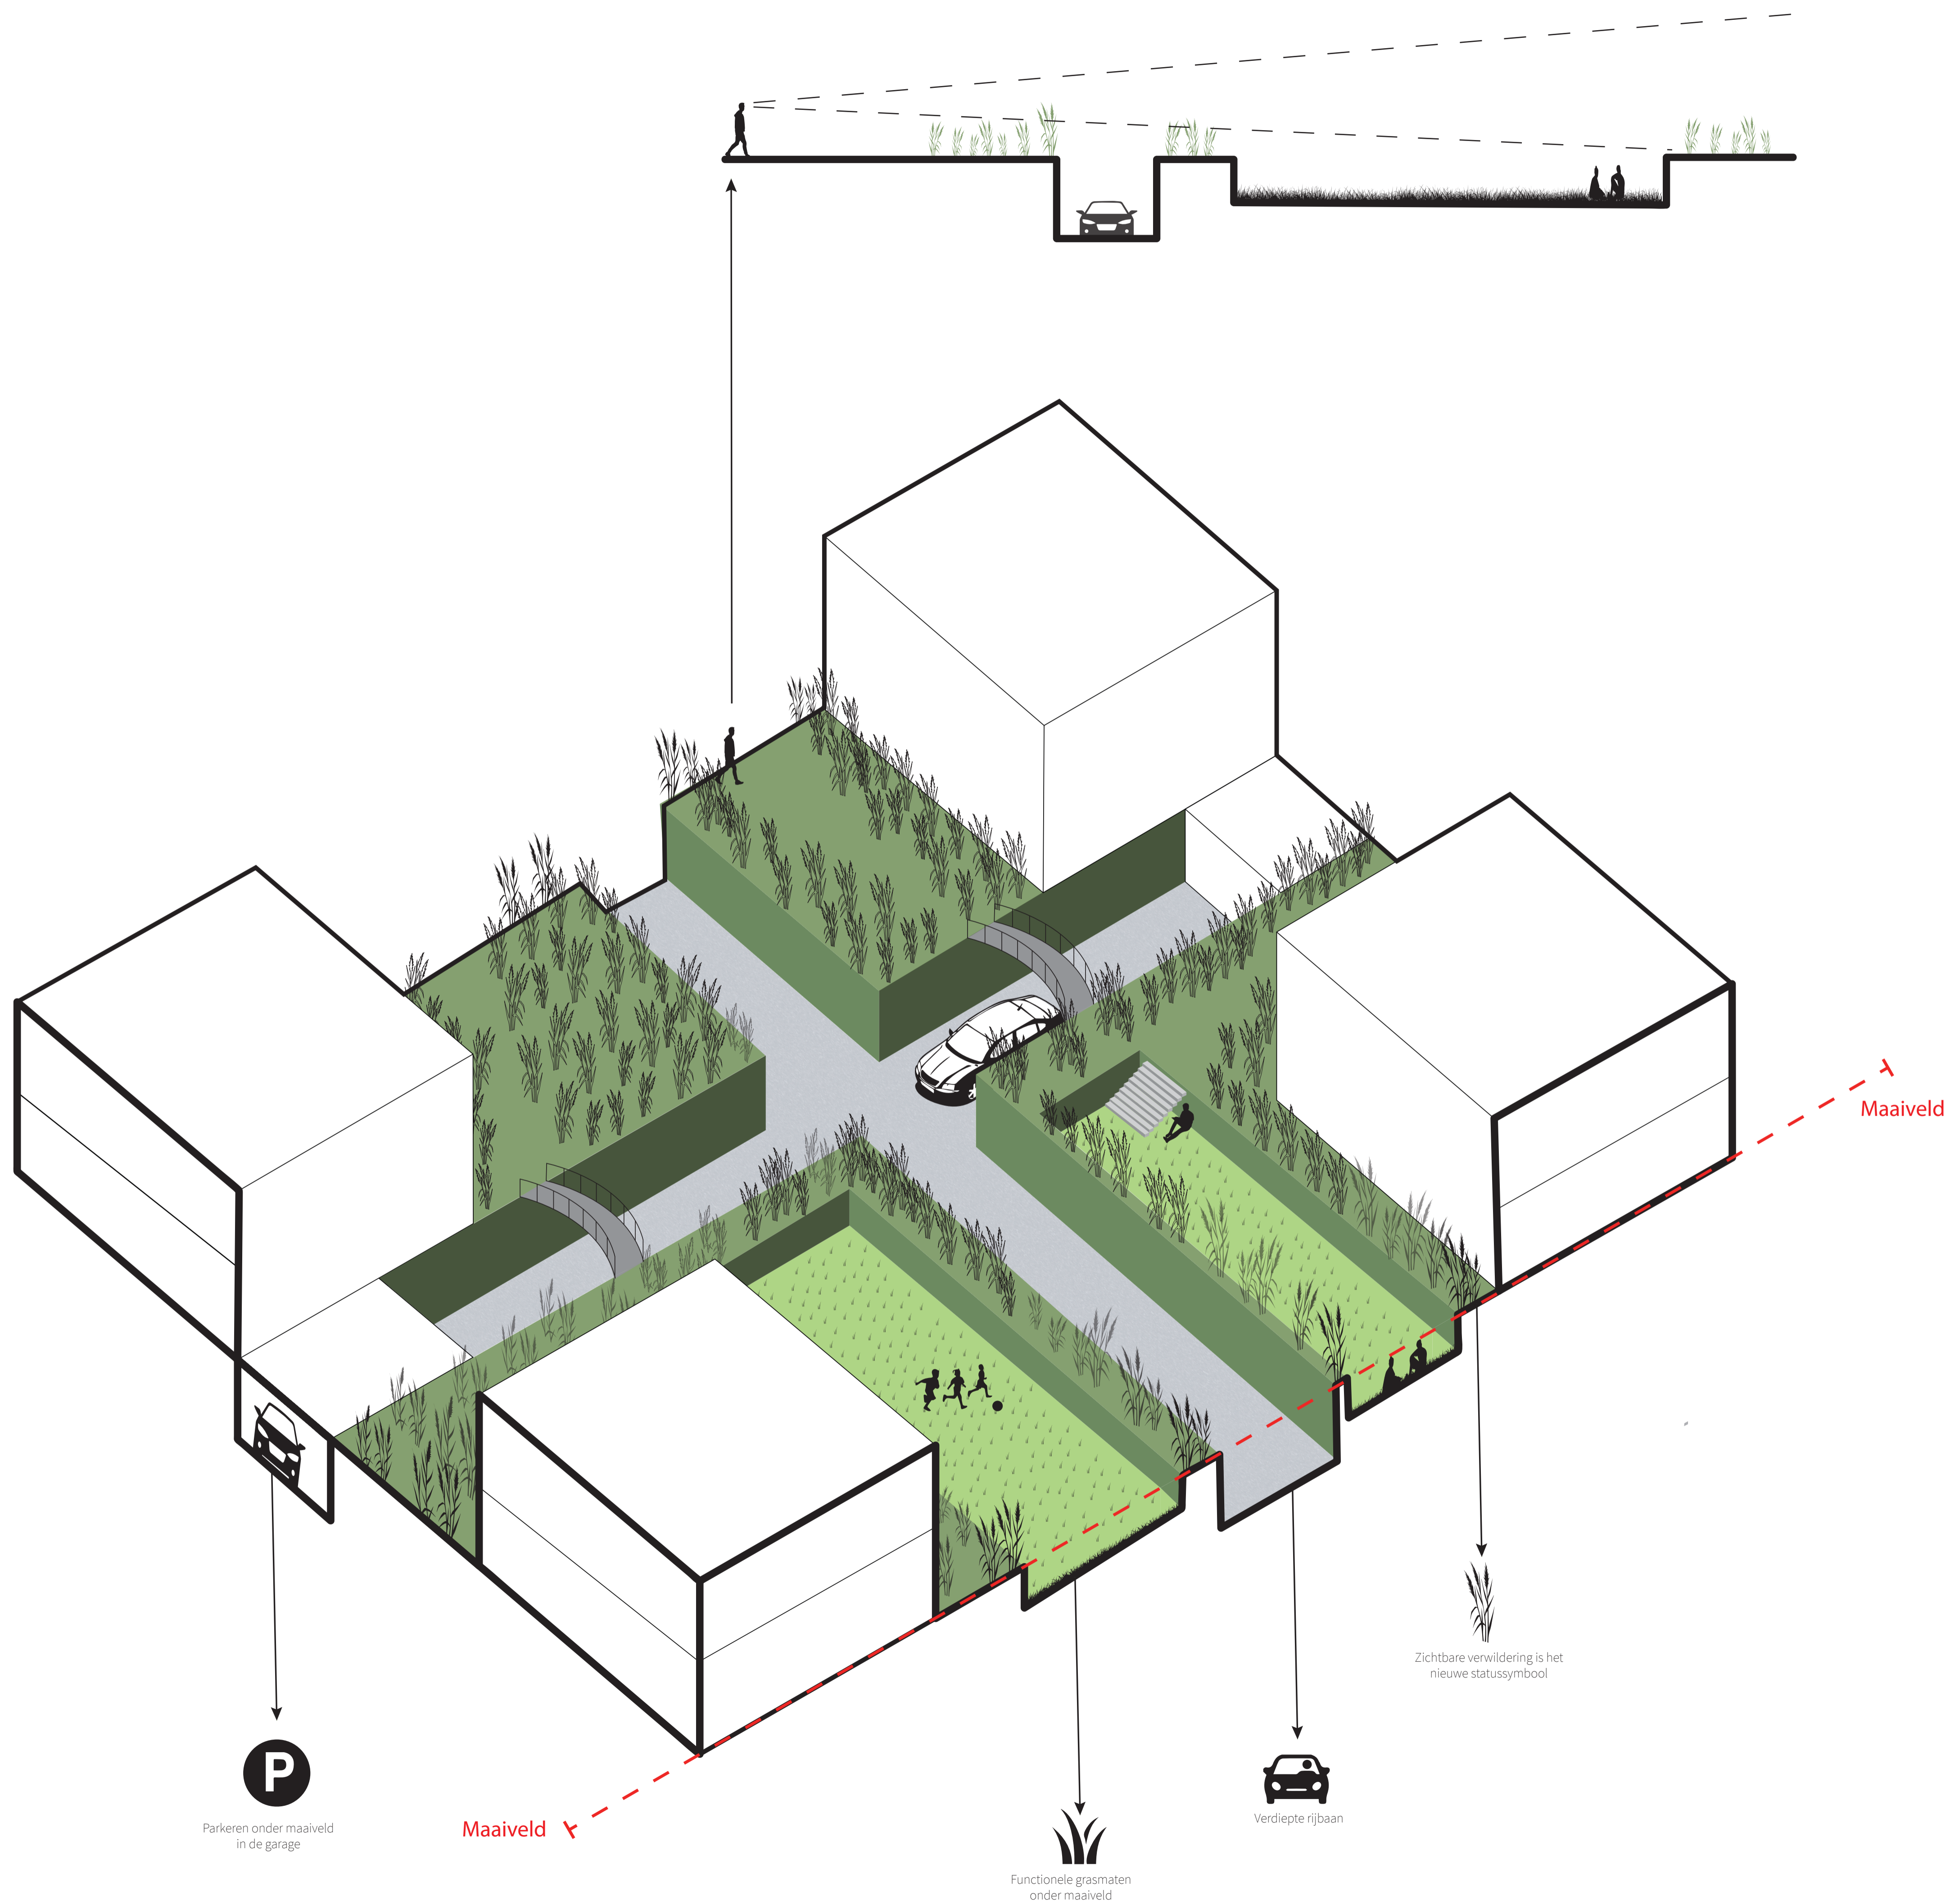 Maaiveld
Zichtbare verwildering is het
nieuwe statussymbool
P
Parkeren onder maaiveld
in de garage
Maaiveld
Verdiepte rijbaan
Functionele grasmaten
onder maaiveld